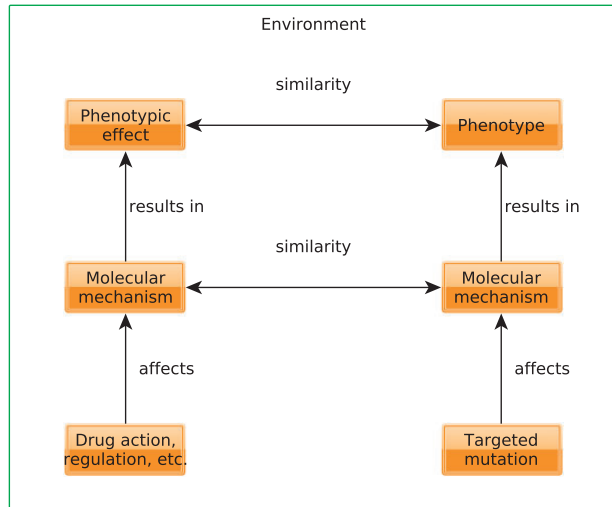 Environment
similarity
Phenotypic
effect
Phenotype
results in
results in
similarity
Molecular
mechanism
Molecular
mechanism
affects
affects
Drug action,
regulation, etc.
Targeted
mutation